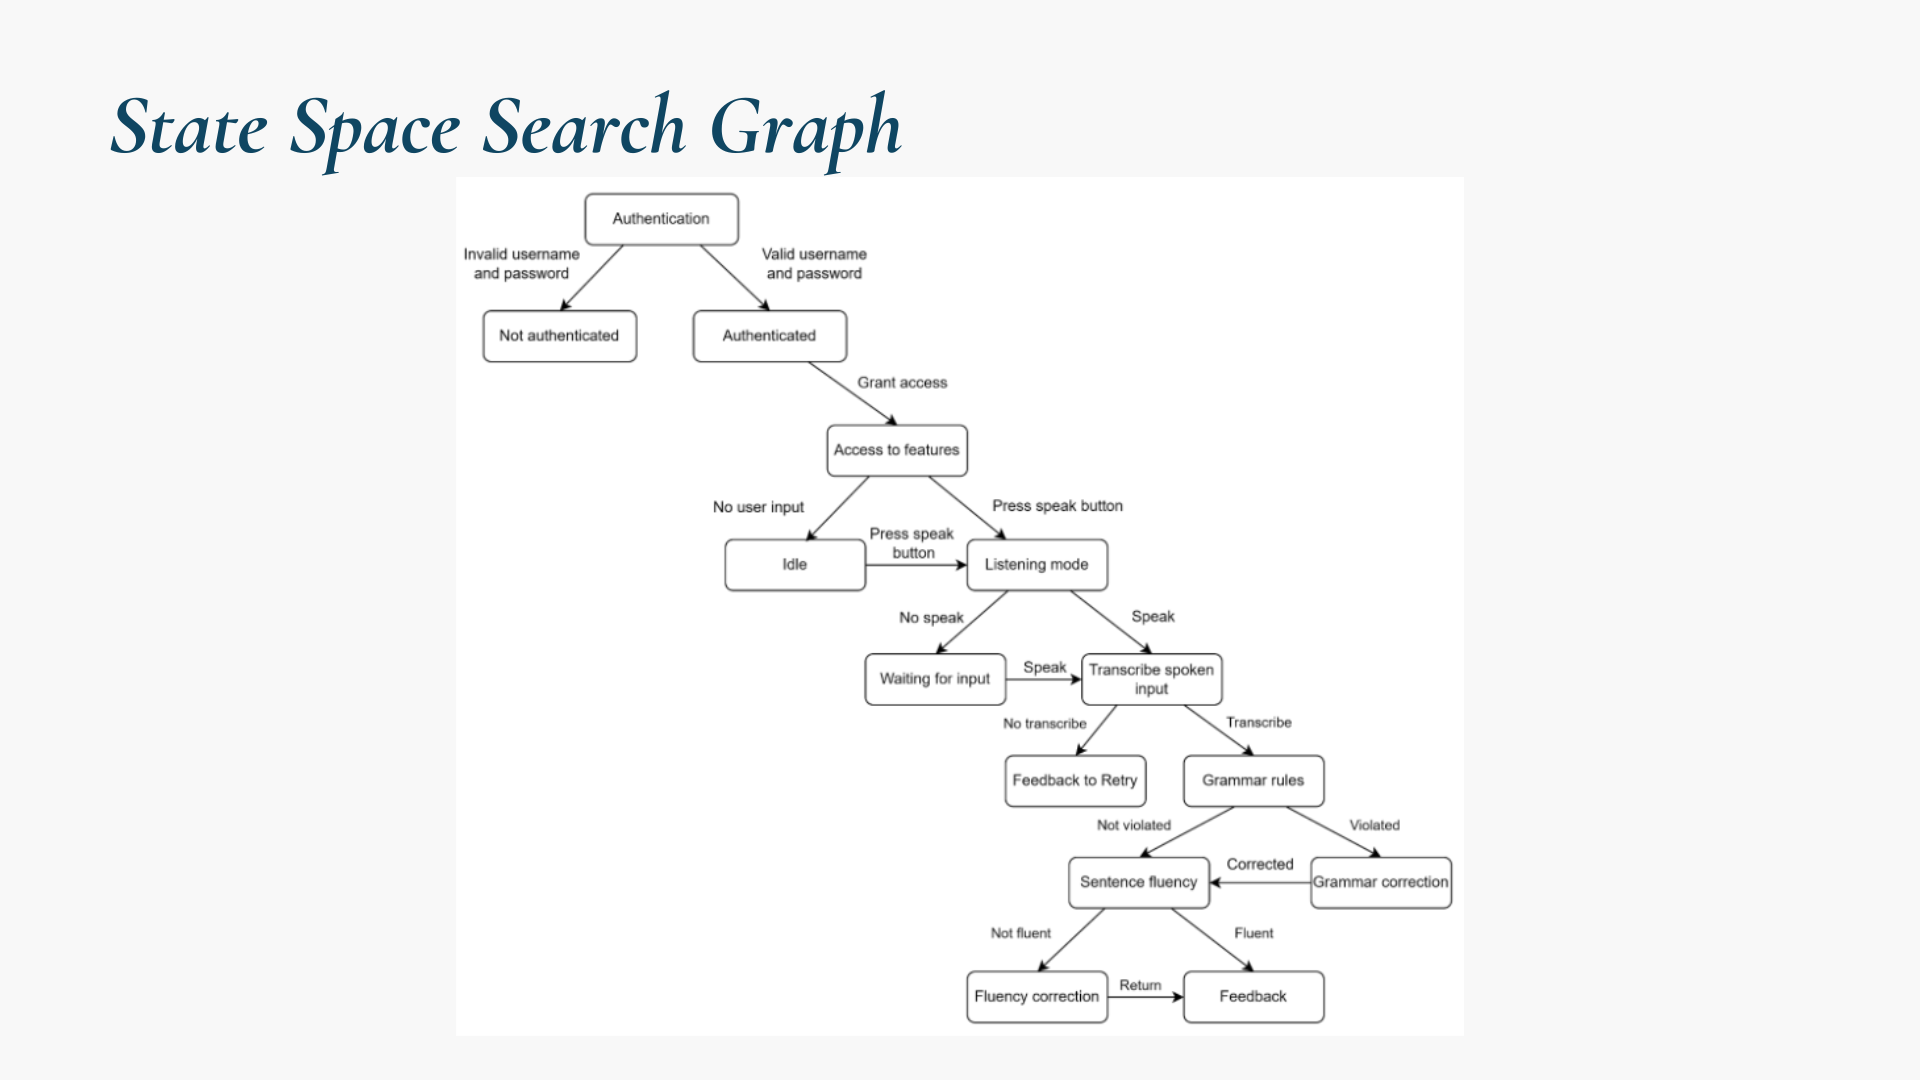 State Space Search Graph
Authentication
Invalid username
and password
Valid username
and password
Not authenticated
Authenticated
Grant access
Access to features
No user input
Press speak button
Press speak
button
Idle
Listening mode
No speak
Speak
Waiting for input
Speak
Transcribe spoken
input
No transcribe
Transcribe
Feedback to Retry
Grammar rules
Not violated
Violated
Sentence fluency
Corrected
Grammar correction
Not fluent
Fluent
Fluency correction
Return
Feedback